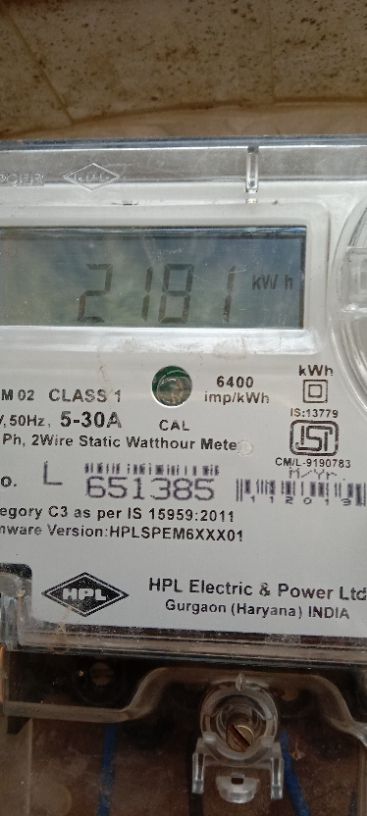 2181 kW h
kWh
6400
imp/kWh
IS:13779
M 02 CLASS 1
,50Hz, 5-30A
CAL
Ph, 2Wire Static Watthour Mete
CM/L-9190783
M/Yr.
o. L 651385
112019
egory C3 as per IS 15959:2011
mware Version:HPLSPEM6XXX01
HPL
HPL Electric & Power Ltd
Gurgaon (Haryana) INDIA